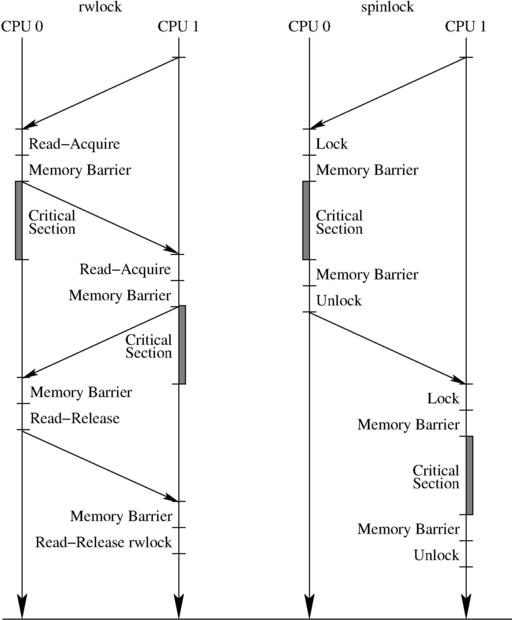 rwlock
CPU 0
CPU 1
Read−Acquire
Memory Barrier
Critical
Section
Read−Acquire
Memory Barrier
Critical
Section
Memory Barrier
Read−Release
Memory Barrier
Read−Release rwlock
spinlock
CPU 0
CPU 1
Lock
Memory Barrier
Critical
Section
Memory Barrier
Unlock
Lock
Memory Barrier
Critical
Section
Memory Barrier
Unlock